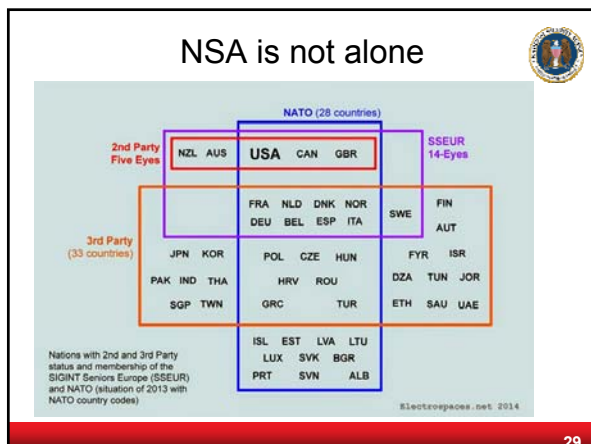 NSA is not alone
NATO (28 countries)
2nd Party
Five Eyes
NZL AUS USA CAN GBR
SSEUR
14-Eyes
FRA NLD DNK NOR
DEU BEL ESP ITA
SWE
FIN
AUT
3rd Party
(33 countries)
JPN KOR
PAK IND THA
SGP TWN
POL CZE HUN
HRV ROU
GRC TUR
FYR ISR
DZA TUN JOR
ETH SAU UAE
ISL EST LVA LTU
LUX SVK BGR
PRT SVN ALB
Nations with 2nd and 3rd Party
status and membership of the
SIGINT Seniors Europe (SSEUR)
and NATO (situation of 2013 with
NATO country codes)
Electrospaces.net 2014
29